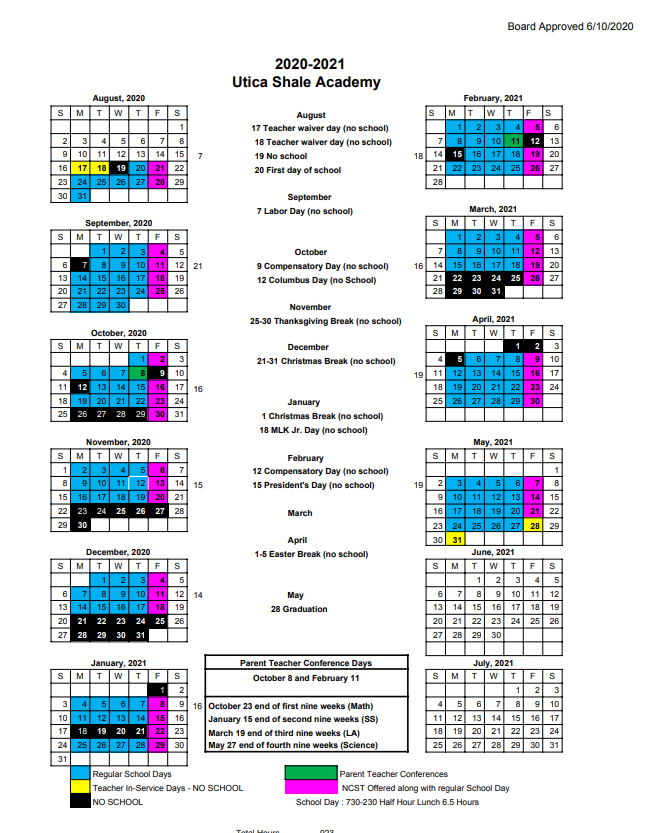 Board Approved 6/10/2020
2020-2021
Utica Shale Academy
August, 2020
S M T W T F S
1
2 3 4 5 6 7 8
9 10 11 12 13 14 15 7
16 17 18 19 20 21 22
23 24 25 26 27 28 29
30 31
September, 2020
S M T W T F S
1 2 3 4 5
6 7 8 9 10 11 12 21
13 14 15 16 17 18 19
20 21 22 23 24 25 26
27 28 29 30
October, 2020
S M T W T F S
1 2 3
4 5 6 7 8 9 10
11 12 13 14 15 16 17 16
18 19 20 21 22 23 24
25 26 27 28 29 30 31
November, 2020
S M T W T F S
1 2 3 4 5 6 7
8 9 10 11 12 13 14 15
15 16 17 18 19 20 21
22 23 24 25 26 27 28
29 30
December, 2020
S M T W T F S
1 2 3 4 5
6 7 8 9 10 11 12 14
13 14 15 16 17 18 19
20 21 22 23 24 25 26
27 28 29 30 31
January, 2021
S M T W T F S
1 2
3 4 5 6 7 8 9 16
10 11 12 13 14 15 16
17 18 19 20 21 22 23
24 25 26 27 28 29 30
31
August
17 Teacher waiver day (no school)
18 Teacher waiver day (no school)
19 No school
20 First day of school
September
7 Labor Day (no school)
October
9 Compensatory Day (no school)
12 Columbus Day (no School)
November
25-30 Thanksgiving Break (no school)
December
21-31 Christmas Break (no school)
January
1 Christmas Break (no school)
18 MLK Jr. Day (no school)
February
12 Compensatory Day (no school)
15 President's Day (no school)
March
April
1-5 Easter Break (no school)
May
28 Graduation
Parent Teacher Conference Days
October 8 and February 11
October 23 end of first nine weeks (Math)
January 15 end of second nine weeks (SS)
March 19 end of third nine weeks (LA)
May 27 end of fourth nine weeks (Science)
February, 2021
S M T W T F S
1 2 3 4 5 6
7 8 9 10 11 12 13
18 14 15 16 17 18 19 20
21 22 23 24 25 26 27
28
March, 2021
S M T W T F S
1 2 3 4 5 6
7 8 9 10 11 12 13
16 14 15 16 17 18 19 20
21 22 23 24 25 26 27
28 29 30 31
April, 2021
S M T W T F S
1 2 3
4 5 6 7 8 9 10
19 11 12 13 14 15 16 17
18 19 20 21 22 23 24
25 26 27 28 29 30
May, 2021
S M T W T F S
1
19 2 3 4 5 6 7 8
9 10 11 12 13 14 15
16 17 18 19 20 21 22
23 24 25 26 27 28 29
30 31
June, 2021
S M T W T F S
1 2 3 4 5
6 7 8 9 10 11 12
13 14 15 16 17 18 19
20 21 22 23 24 25 26
27 28 29 30
July, 2021
S M T W T F S
1 2 3
4 5 6 7 8 9 10
11 12 13 14 15 16 17
18 19 20 21 22 23 24
25 26 27 28 29 30 31
Regular School Days
Teacher In-Service Days - NO SCHOOL
NO SCHOOL
Parent Teacher Conferences
NCST Offered along with regular School Day
School Day : 730-230 Half Hour Lunch 6.5 Hours
Total Hours 923